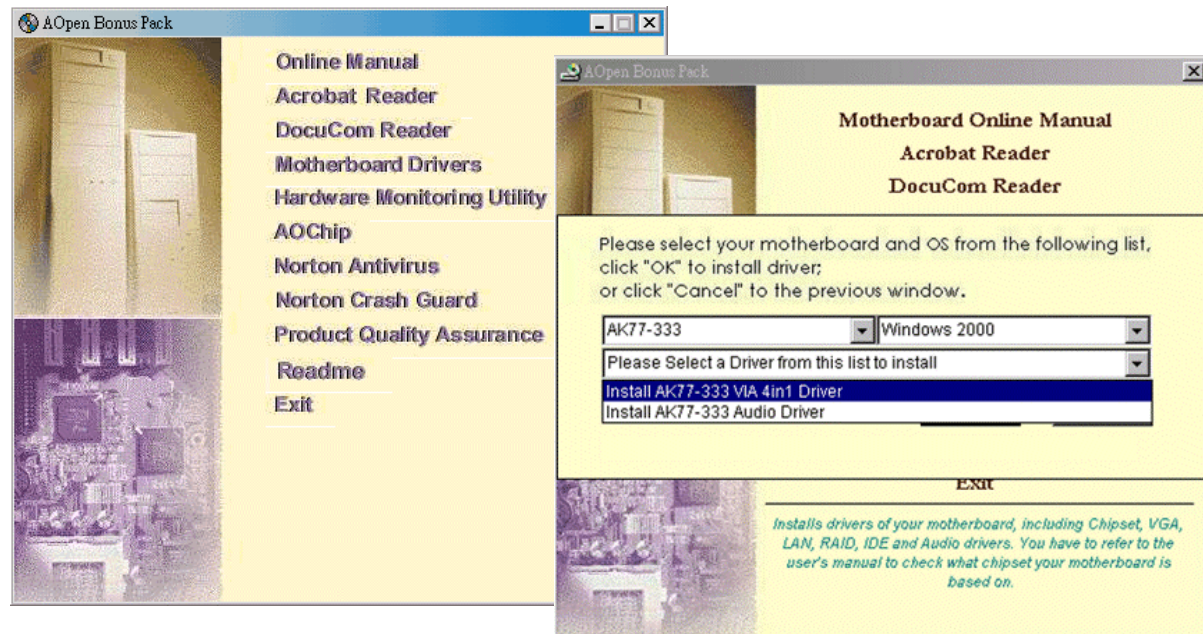 AOpen Bonus Pack
Online Manual
Acrobat Reader
DocuCom Reader
Motherboard Drivers
Hardware Monitoring Utility
AOChip
Norton Antivirus
Norton Crash Guard
Product Quality Assurance
Readme
Exit
AOpen Bonus Pack
Motherboard Online Manual
Acrobat Reader
DocuCom Reader
Please select your motherboard and OS from the following list,
click "OK" to install driver;
or click "Cancel" to the previous window.
AK77-333
Windows 2000
Please Select a Driver from this list to install
Install AK77-333 VIA 4in1 Driver
Install AK77-333 Audio Driver
Exit
Installs drivers of your motherboard, including Chipset, VGA,
LAN, RAID, IDE and Audio drivers. You have to refer to the
user's manual to check what chipset your motherboard is
based on.